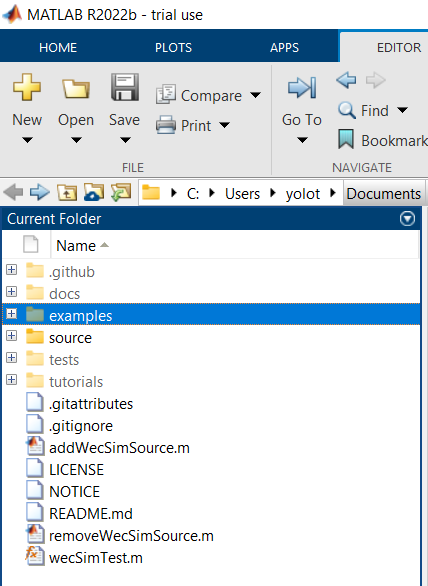 MATLAB R2022b - trial use
HOME PLOTS APPS EDITOR
New Open Save Compare Print Go To Find Bookmark
FILE NAVIGATE
C: Users yolot Documents
Current Folder
Name
.github
docs
examples
source
tests
tutorials
.gitattributes
.gitignore
addWecSimSource.m
LICENSE
NOTICE
README.md
removeWecSimSource.m
wecSimTest.m